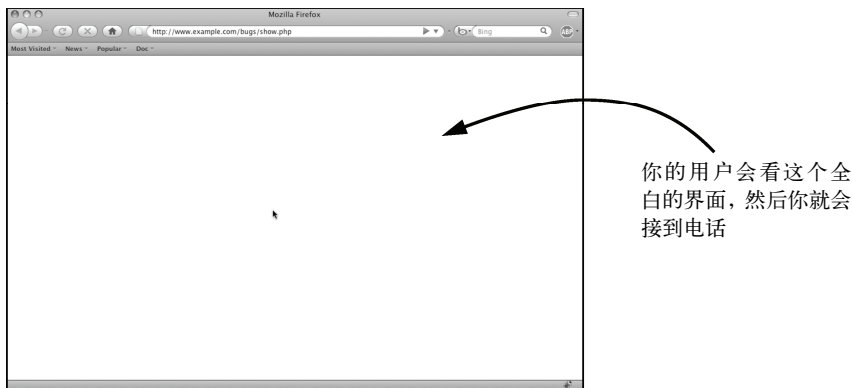 Mozilla Firefox
http://www.example.com/bugs/show.php
Bing
ABP
Most Visited News Popular Doc
你的用户会看这个全
白的界面，然后你就会
接到电话